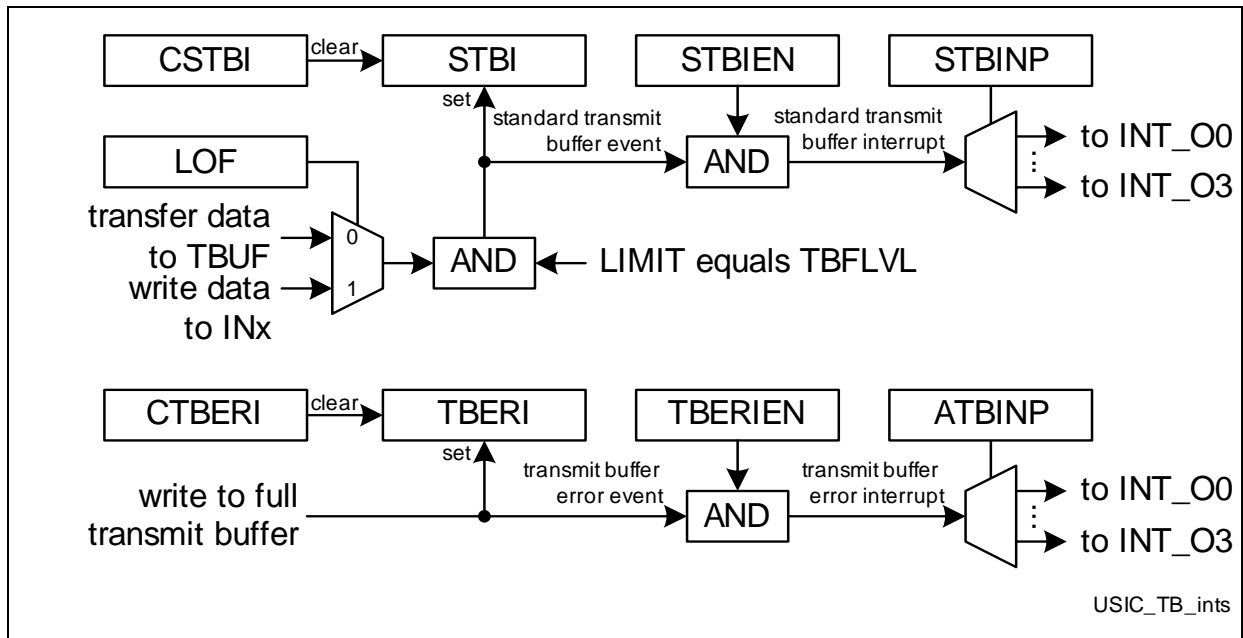 CSTBI
clear
STBI
STBIEN
STBINP
set
standard transmit
buffer event
standard transmit
buffer interrupt
to INT_O0
AND
to INT_O3
LOF
transfer data
to TBUF
0
write data
to INx
1
AND
LIMIT equals TBFLVL
CTBERI
clear
TBERI
TBERIEN
ATBINP
set
transmit buffer
error event
transmit buffer
error interrupt
to INT_O0
write to full
transmit buffer
AND
to INT_O3
USIC_TB_ints